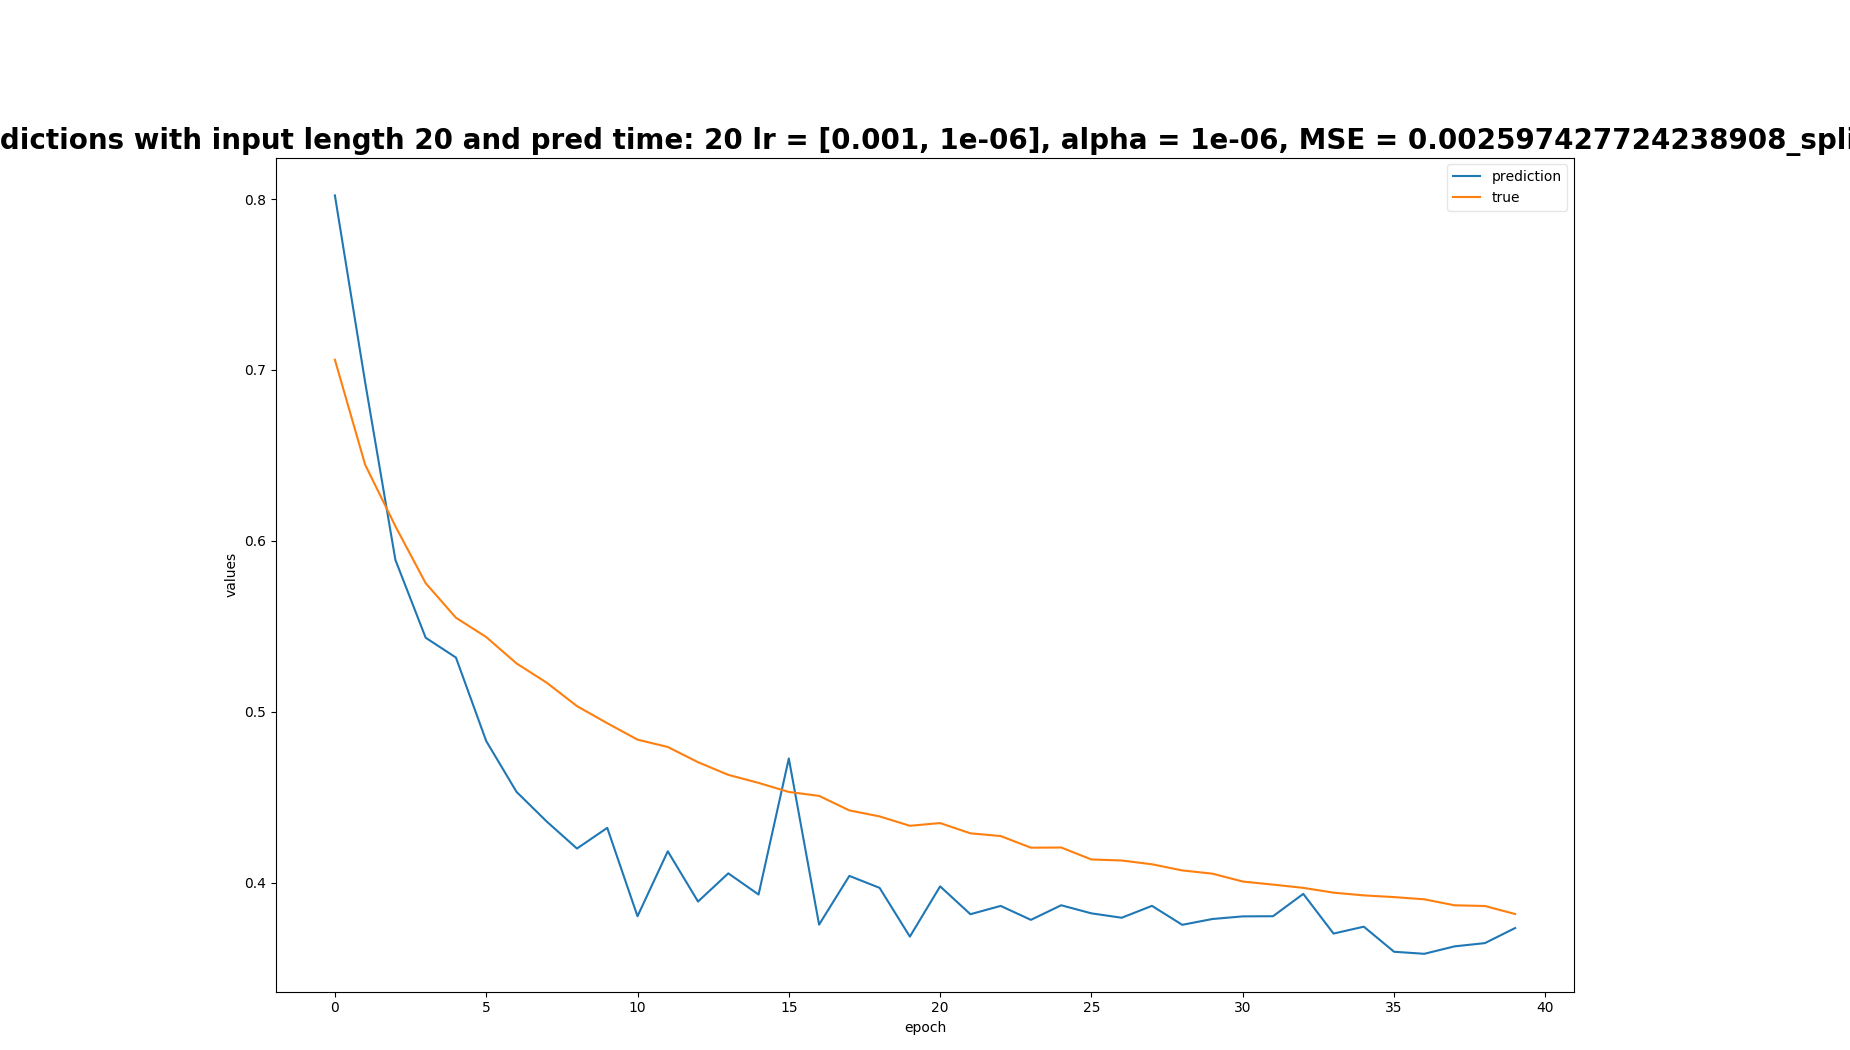 dictions with input length 20 and pred time: 20 lr = [0.001, 1e-06], alpha = 1e-06, MSE = 0.002597427724238908_spli
prediction
true
0.8
0.7
0.6
0.5
0.4
values
0 5 10 15 20 25 30 35 40
epoch